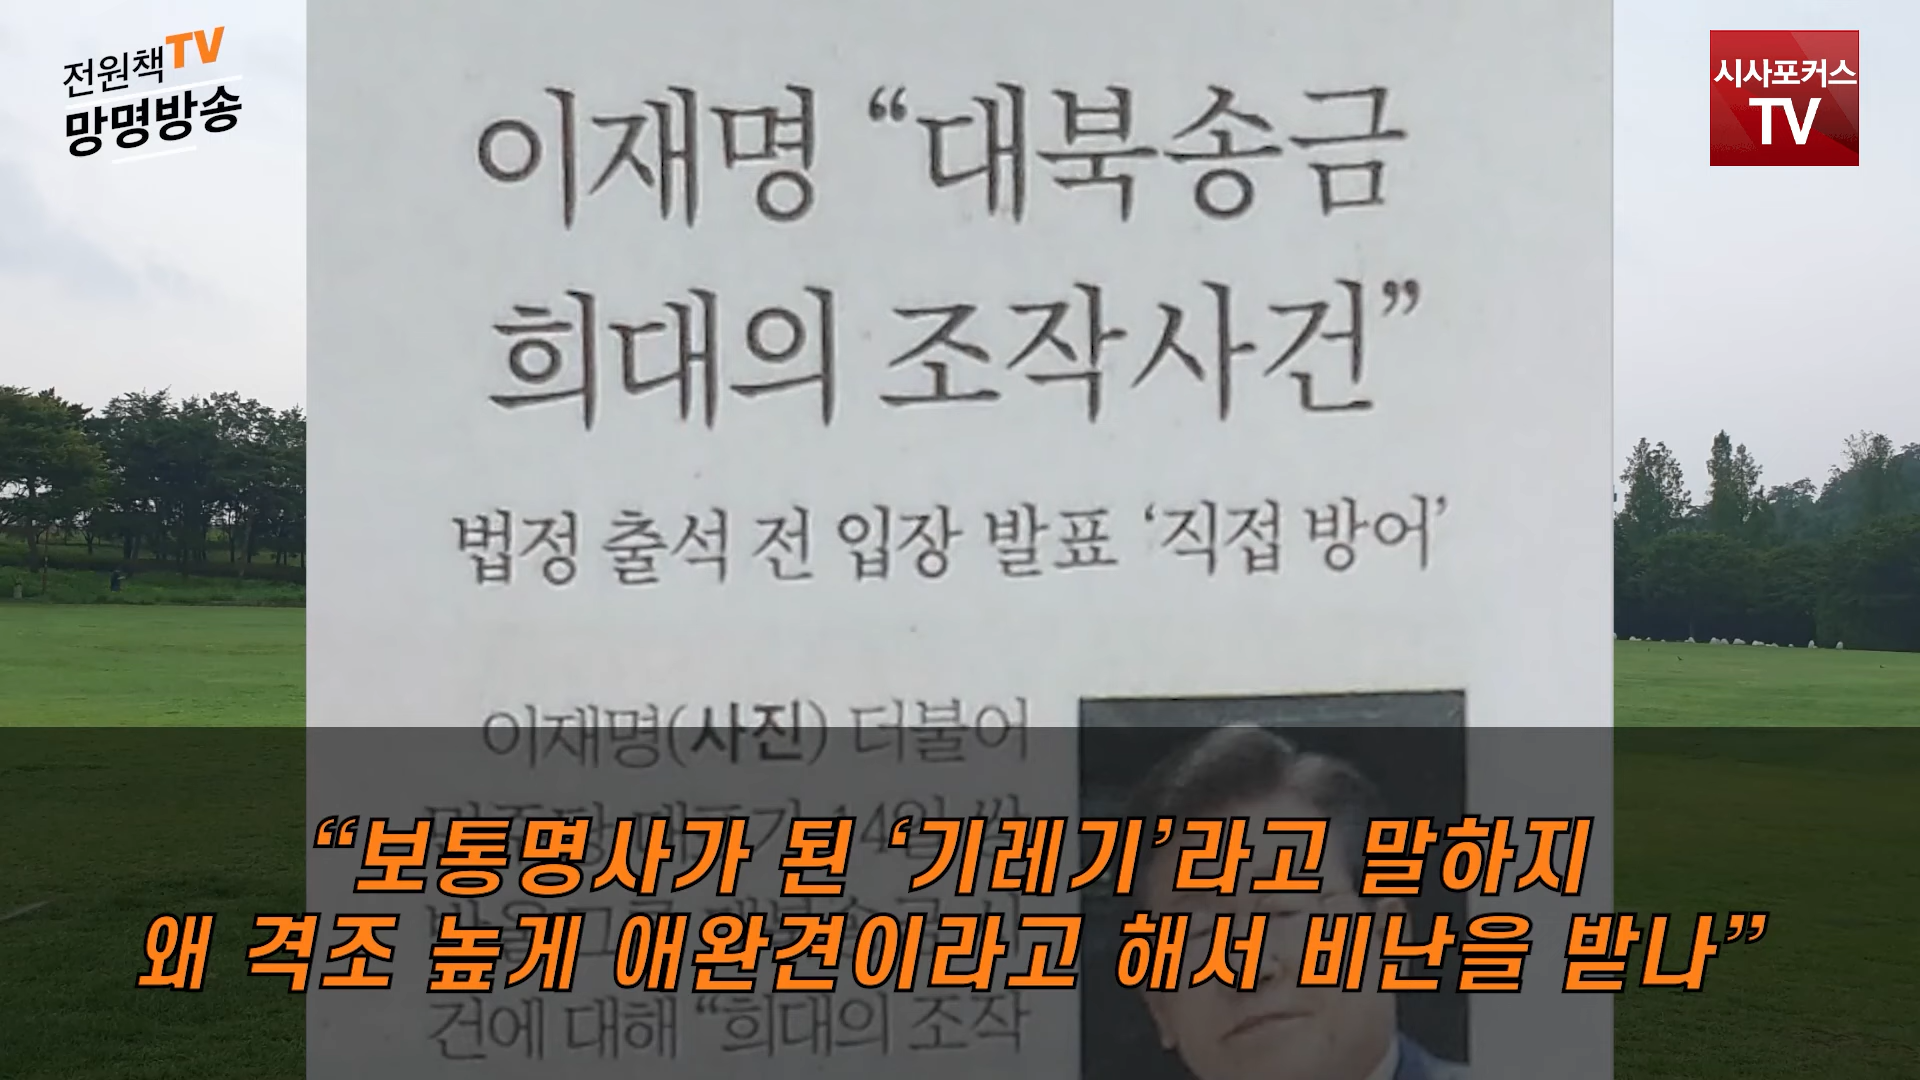 전원책TV
망명방송
시사포커스
TV
이재명 “대북송금
희대의 조작사건”
법정 출석 전 입장 발표 ‘직접 방어’
이재명(사진) 더불어
“보통명사가 된 ‘기레기’라고 말하지
왜 격조 높게 애완견이라고 해서 비난을 받나”
건에 대해 “희대의 조작